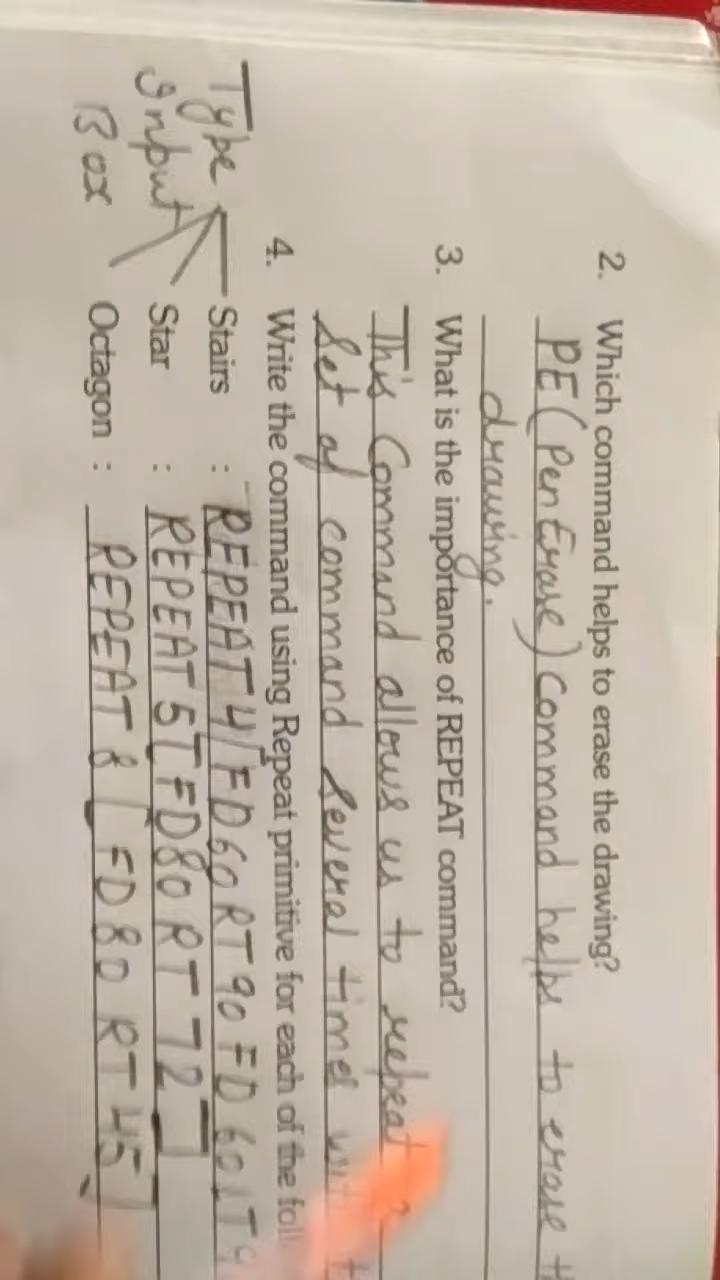 2. Which command helps to erase the drawing?
PE (Pen Erase) Command helps to erase
drawing.
3. What is the importance of REPEAT command?
This Command allows us to repeat a
Set of command several times
4. Write the command using Repeat primitive for each of the
Type Input Box
Stairs : REPEAT 4[FD 60 RT 90 FD 60 LT 9
Star : REPEAT 5[FD80 RT 72]
Octagon : REPEAT 8[FD 80 RT 45]